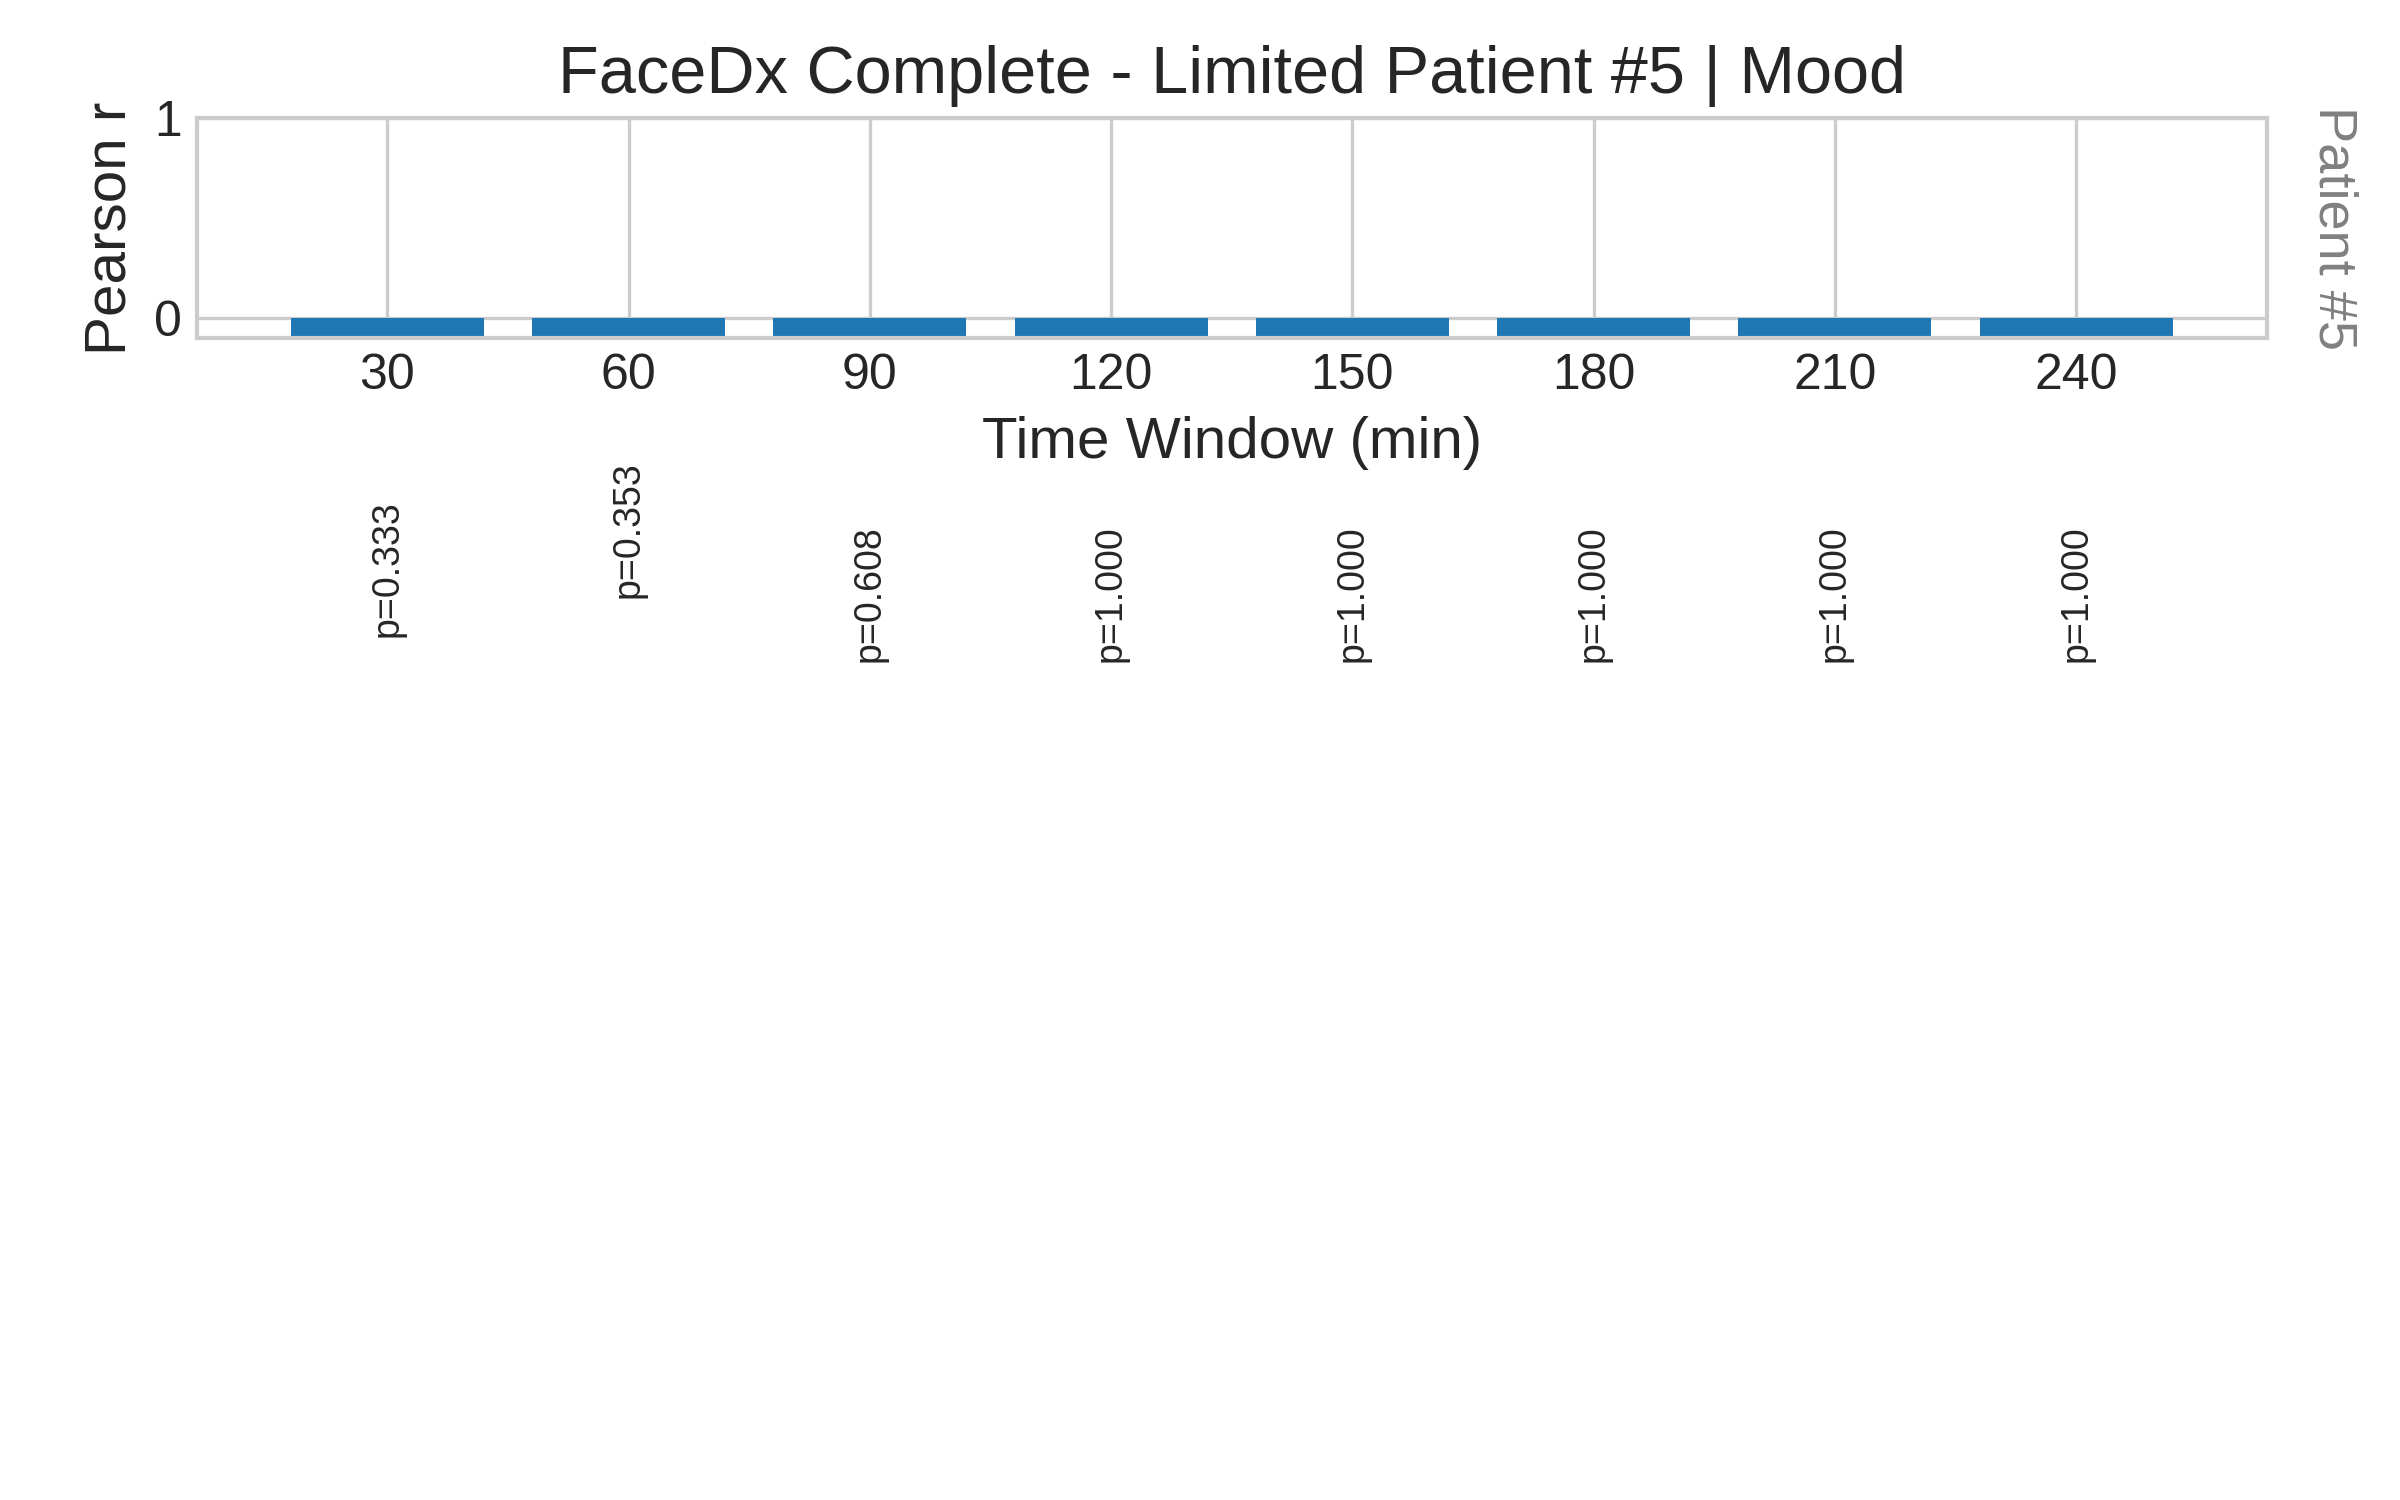 FaceDx Complete - Limited Patient #5 | Mood
Pearson r
1
0
Patient #5
30 60 90 120 150 180 210 240
Time Window (min)
p=0.333
p=0.353
p=0.608
p=1.000
p=1.000
p=1.000
p=1.000
p=1.000